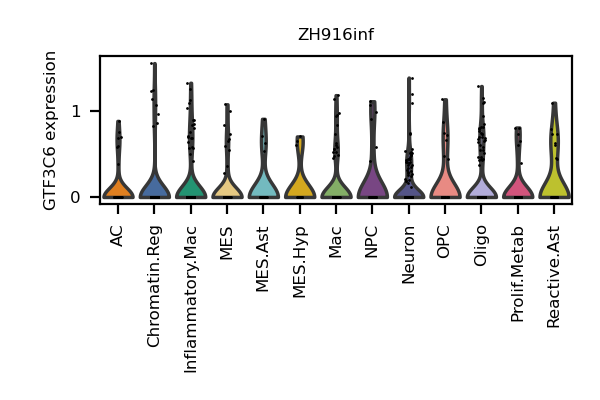 ZH916inf
GTF3C6 expression
1
0
AC
Chromatin.Reg
Inflammatory.Mac
MES
MES.Ast
MES.Hyp
Mac
NPC
Neuron
OPC
Oligo
Prolif.Metab
Reactive.Ast